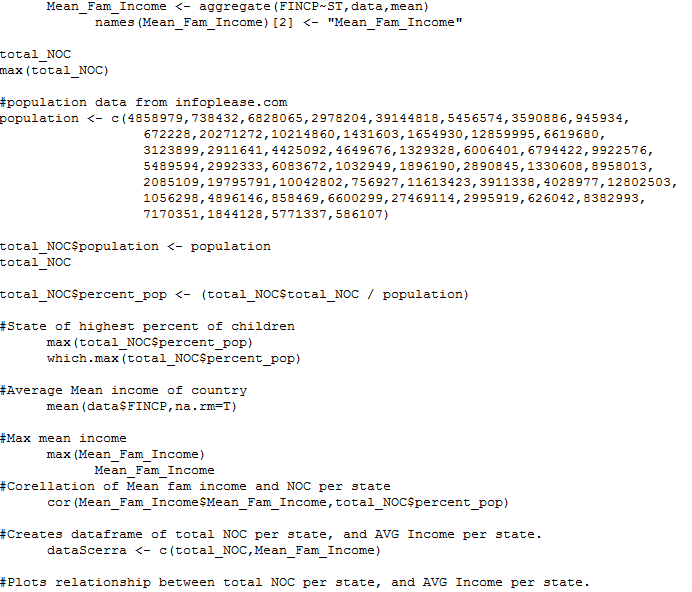 Mean_Fam_Income <- aggregate(FINCP~ST,data,mean)
names(Mean_Fam_Income)[2] <- "Mean_Fam_Income"
total_NOC
max(total_NOC)
#population data from infoplease.com
population <- c(4858979,738432,6828065,2978204,39144818,5456574,3590886,945934,
672228,20271272,10214860,1431603,1654930,12859995,6619680,
3123899,2911641,4425092,4649676,1329328,6006401,6794422,9922576,
5489594,2992333,6083672,1032949,1896190,2890845,1330608,8958013,
2085109,19795791,10042802,756927,11613423,3911338,4028977,12802503,
1056298,4896146,858469,6600299,27469114,2995919,626042,8382993,
7170351,1844128,5771337,586107)
total_NOC$population <- population
total_NOC
total_NOC$percent_pop <- (total_NOC$total_NOC / population)
#State of highest percent of children
max(total_NOC$percent_pop)
which.max(total_NOC$percent_pop)
#Average Mean income of country
mean(data$FINCP,na.rm=T)
#Max mean income
max(Mean_Fam_Income)
Mean_Fam_Income
#Corellation of Mean fam income and NOC per state
cor(Mean_Fam_Income$Mean_Fam_Income,total_NOC$percent_pop)
#Creates dataframe of total NOC per state, and AVG Income per state.
dataScerra <- c(total_NOC,Mean_Fam_Income)
#Plots relationship between total NOC per state, and AVG Income per state.